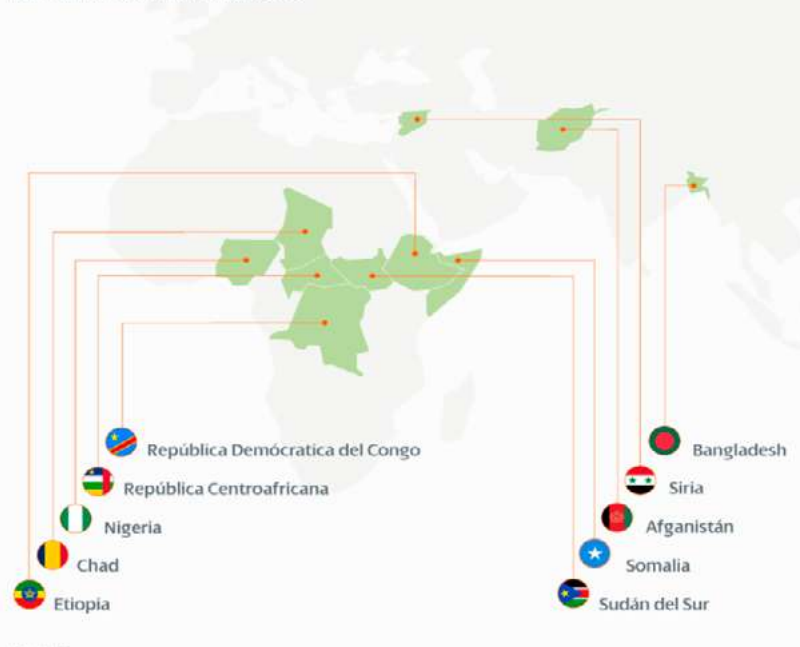 República Demócratica del Congo
República Centroafricana
Nigeria
Chad
Etiopia
Bangladesh
Siria
Afganistán
Somalia
Sudán del Sur